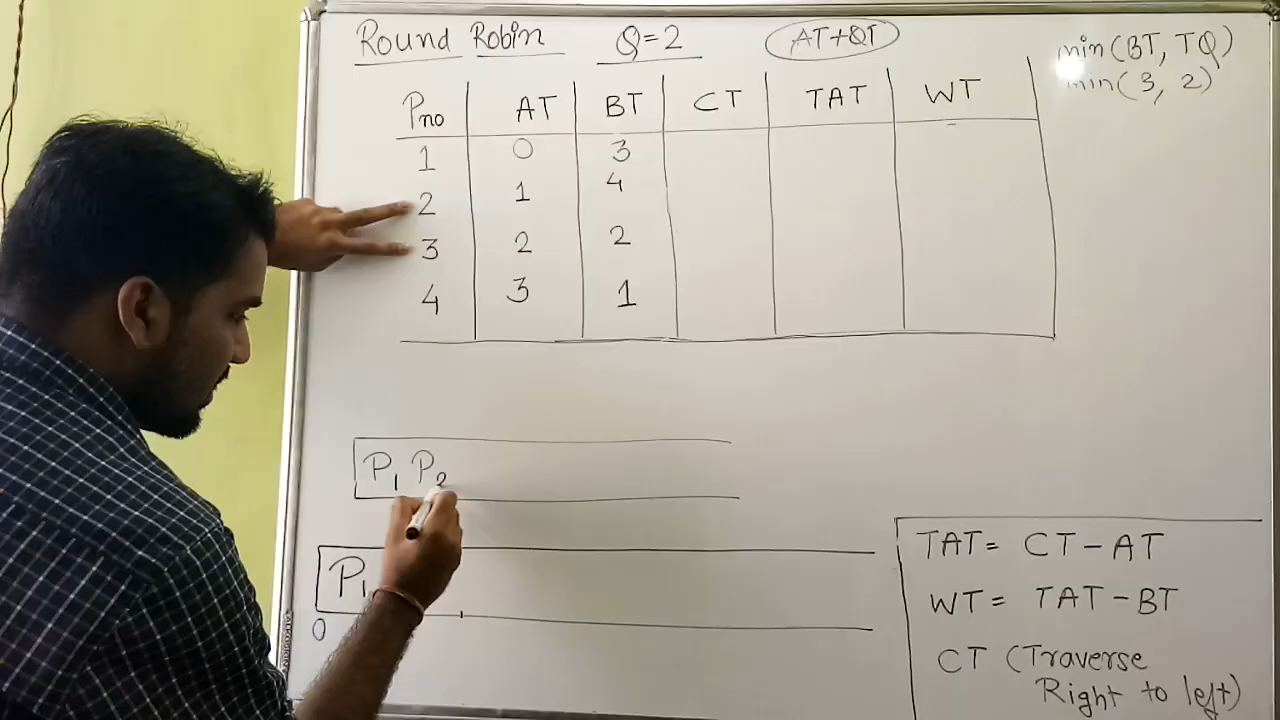 Round Robin Q=2 AT+QT
min(BT, TQ)
min(3, 2)
Pno AT BT CT TAT WT
1 0 3
2 1 4
3 2 2
4 3 1
P1 P2
P1
0
TAT= CT-AT
WT= TAT-BT
CT (Traverse
Right to left)